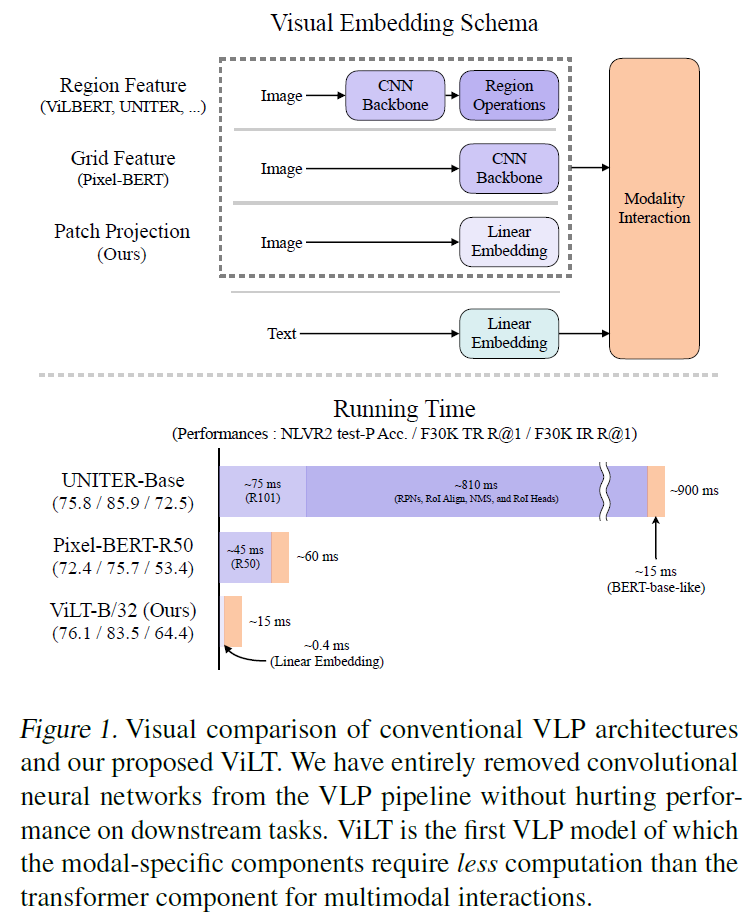 Visual Embedding Schema
Region Feature
(ViLBERT, UNITER, ...)
Image
CNN
Backbone
Region
Operations
Grid Feature
(Pixel-BERT)
Image
CNN
Backbone
Patch Projection
(Ours)
Image
Linear
Embedding
Text
Linear
Embedding
Modality
Interaction
Running Time
(Performances : NLVR2 test-P Acc. / F30K TR R@1 / F30K IR R@1)
UNITER-Base
(75.8 / 85.9 / 72.5)
~75 ms
(R101)
~810 ms
(RPNs, RoI Align, NMS, and RoI Heads)
~900 ms
~15 ms
(BERT-base-like)
Pixel-BERT-R50
(72.4 / 75.7 / 53.4)
~45 ms
(R50)
~60 ms
ViLT-B/32 (Ours)
(76.1 / 83.5 / 64.4)
~15 ms
~0.4 ms
(Linear Embedding)
Figure 1. Visual comparison of conventional VLP architectures
and our proposed ViLT. We have entirely removed convolutional
neural networks from the VLP pipeline without hurting perfor-
mance on downstream tasks. ViLT is the first VLP model of which
the modal-specific components require less computation than the
transformer component for multimodal interactions.